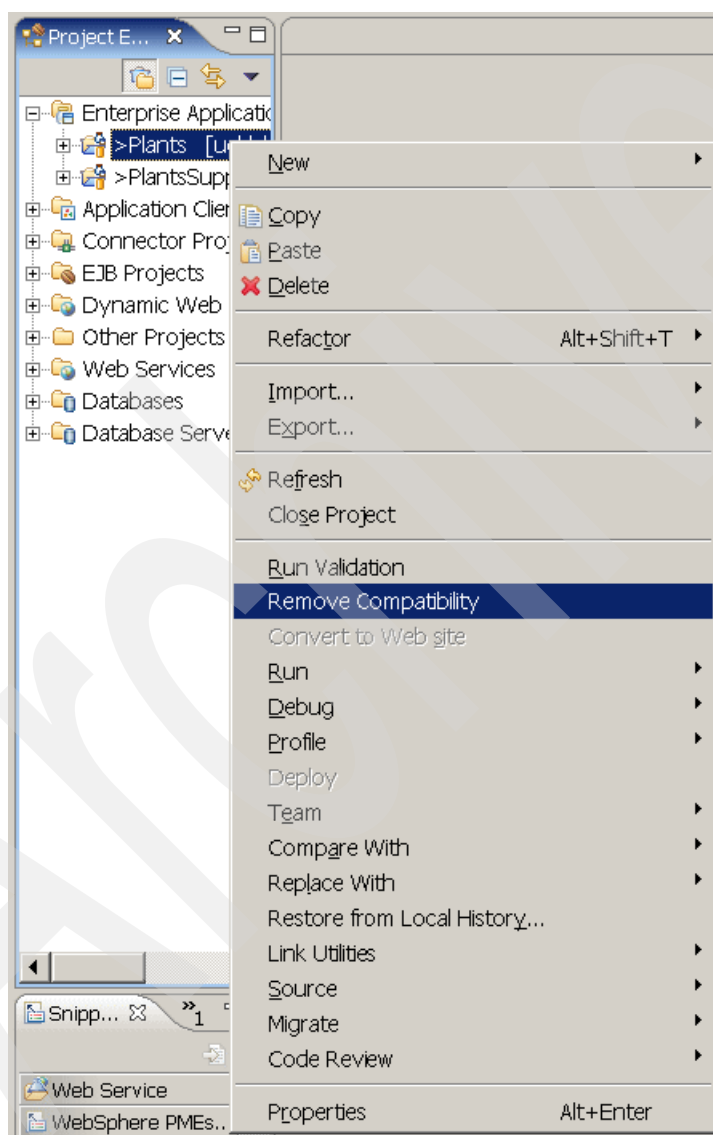 Project E...
Enterprise Applicatic
>Plants
>PlantsSupp
Application Clien
Connector Proj
EJB Projects
Dynamic Web
Other Projects
Web Services
Databases
Database Serve
New
Copy
Paste
Delete
Refactor Alt+Shift+T
Import...
Export...
Refresh
Close Project
Run Validation
Remove Compatibility
Convert to Web site
Run
Debug
Profile
Deploy
Team
Compare With
Replace With
Restore from Local History...
Link Utilities
Source
Migrate
Code Review
Properties Alt+Enter
Snipp... »1
Web Service
WebSphere PMEs..